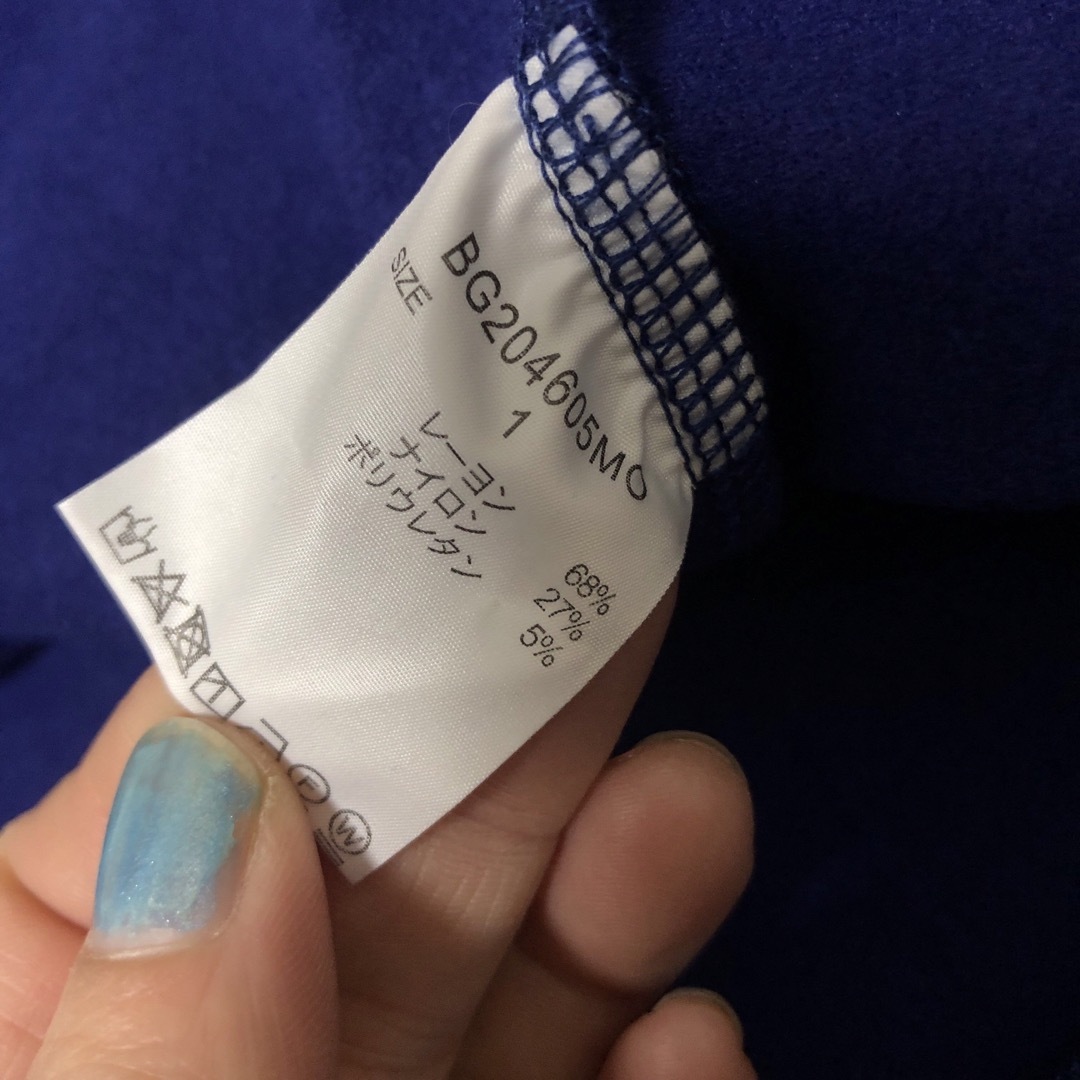 BG204605MO
SIZE 1
レーヨン 68%
ナイロン 27%
ポリウレタン 5%
F
W